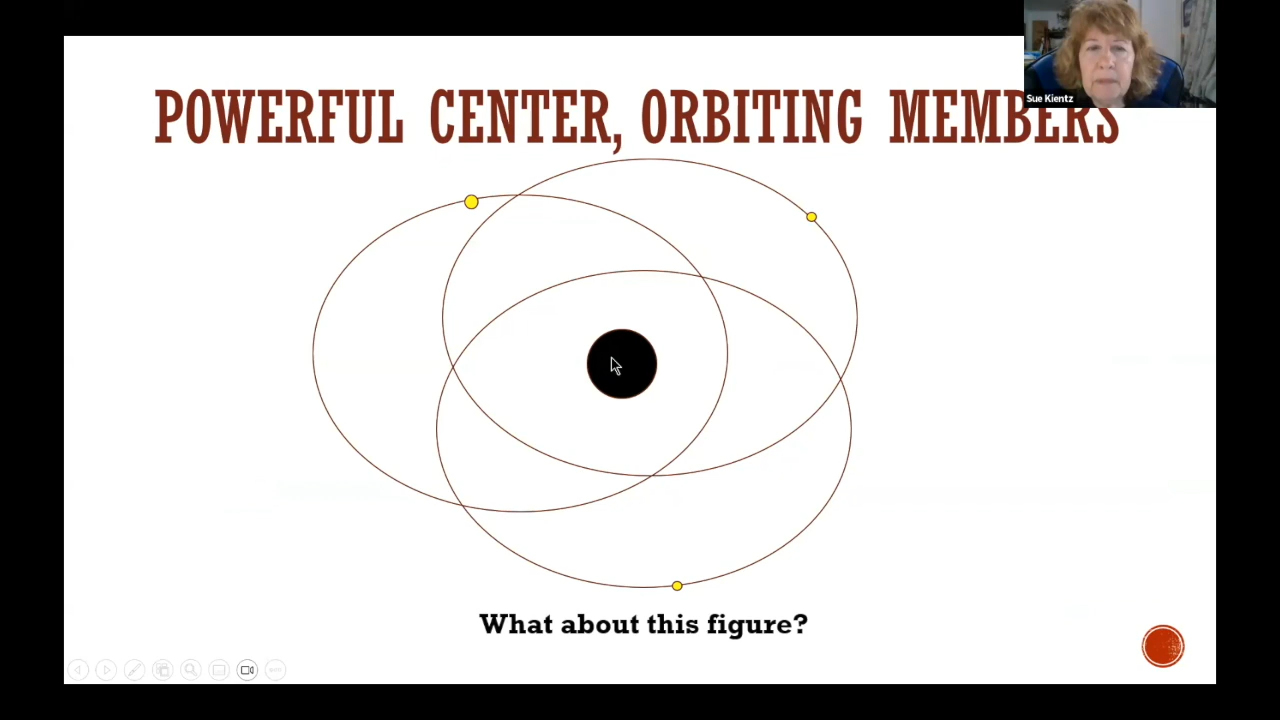 Sue Kientz
POWERFUL CENTER, ORBITING MEMBERS
What about this figure?